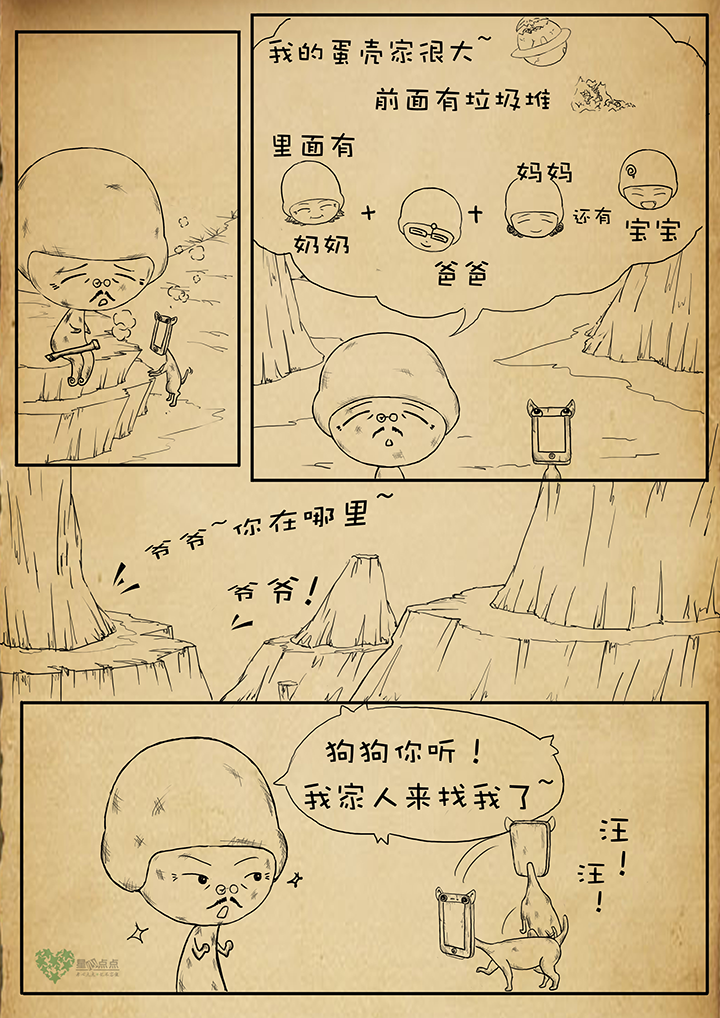 我的蛋壳家很大~
前面有垃圾堆
里面有
奶奶
+
爸爸
+
妈妈
还有
宝宝
爷爷~你在哪里~
爷爷!
狗狗你听!
我家人来找我了~
汪!
汪!
星心点点